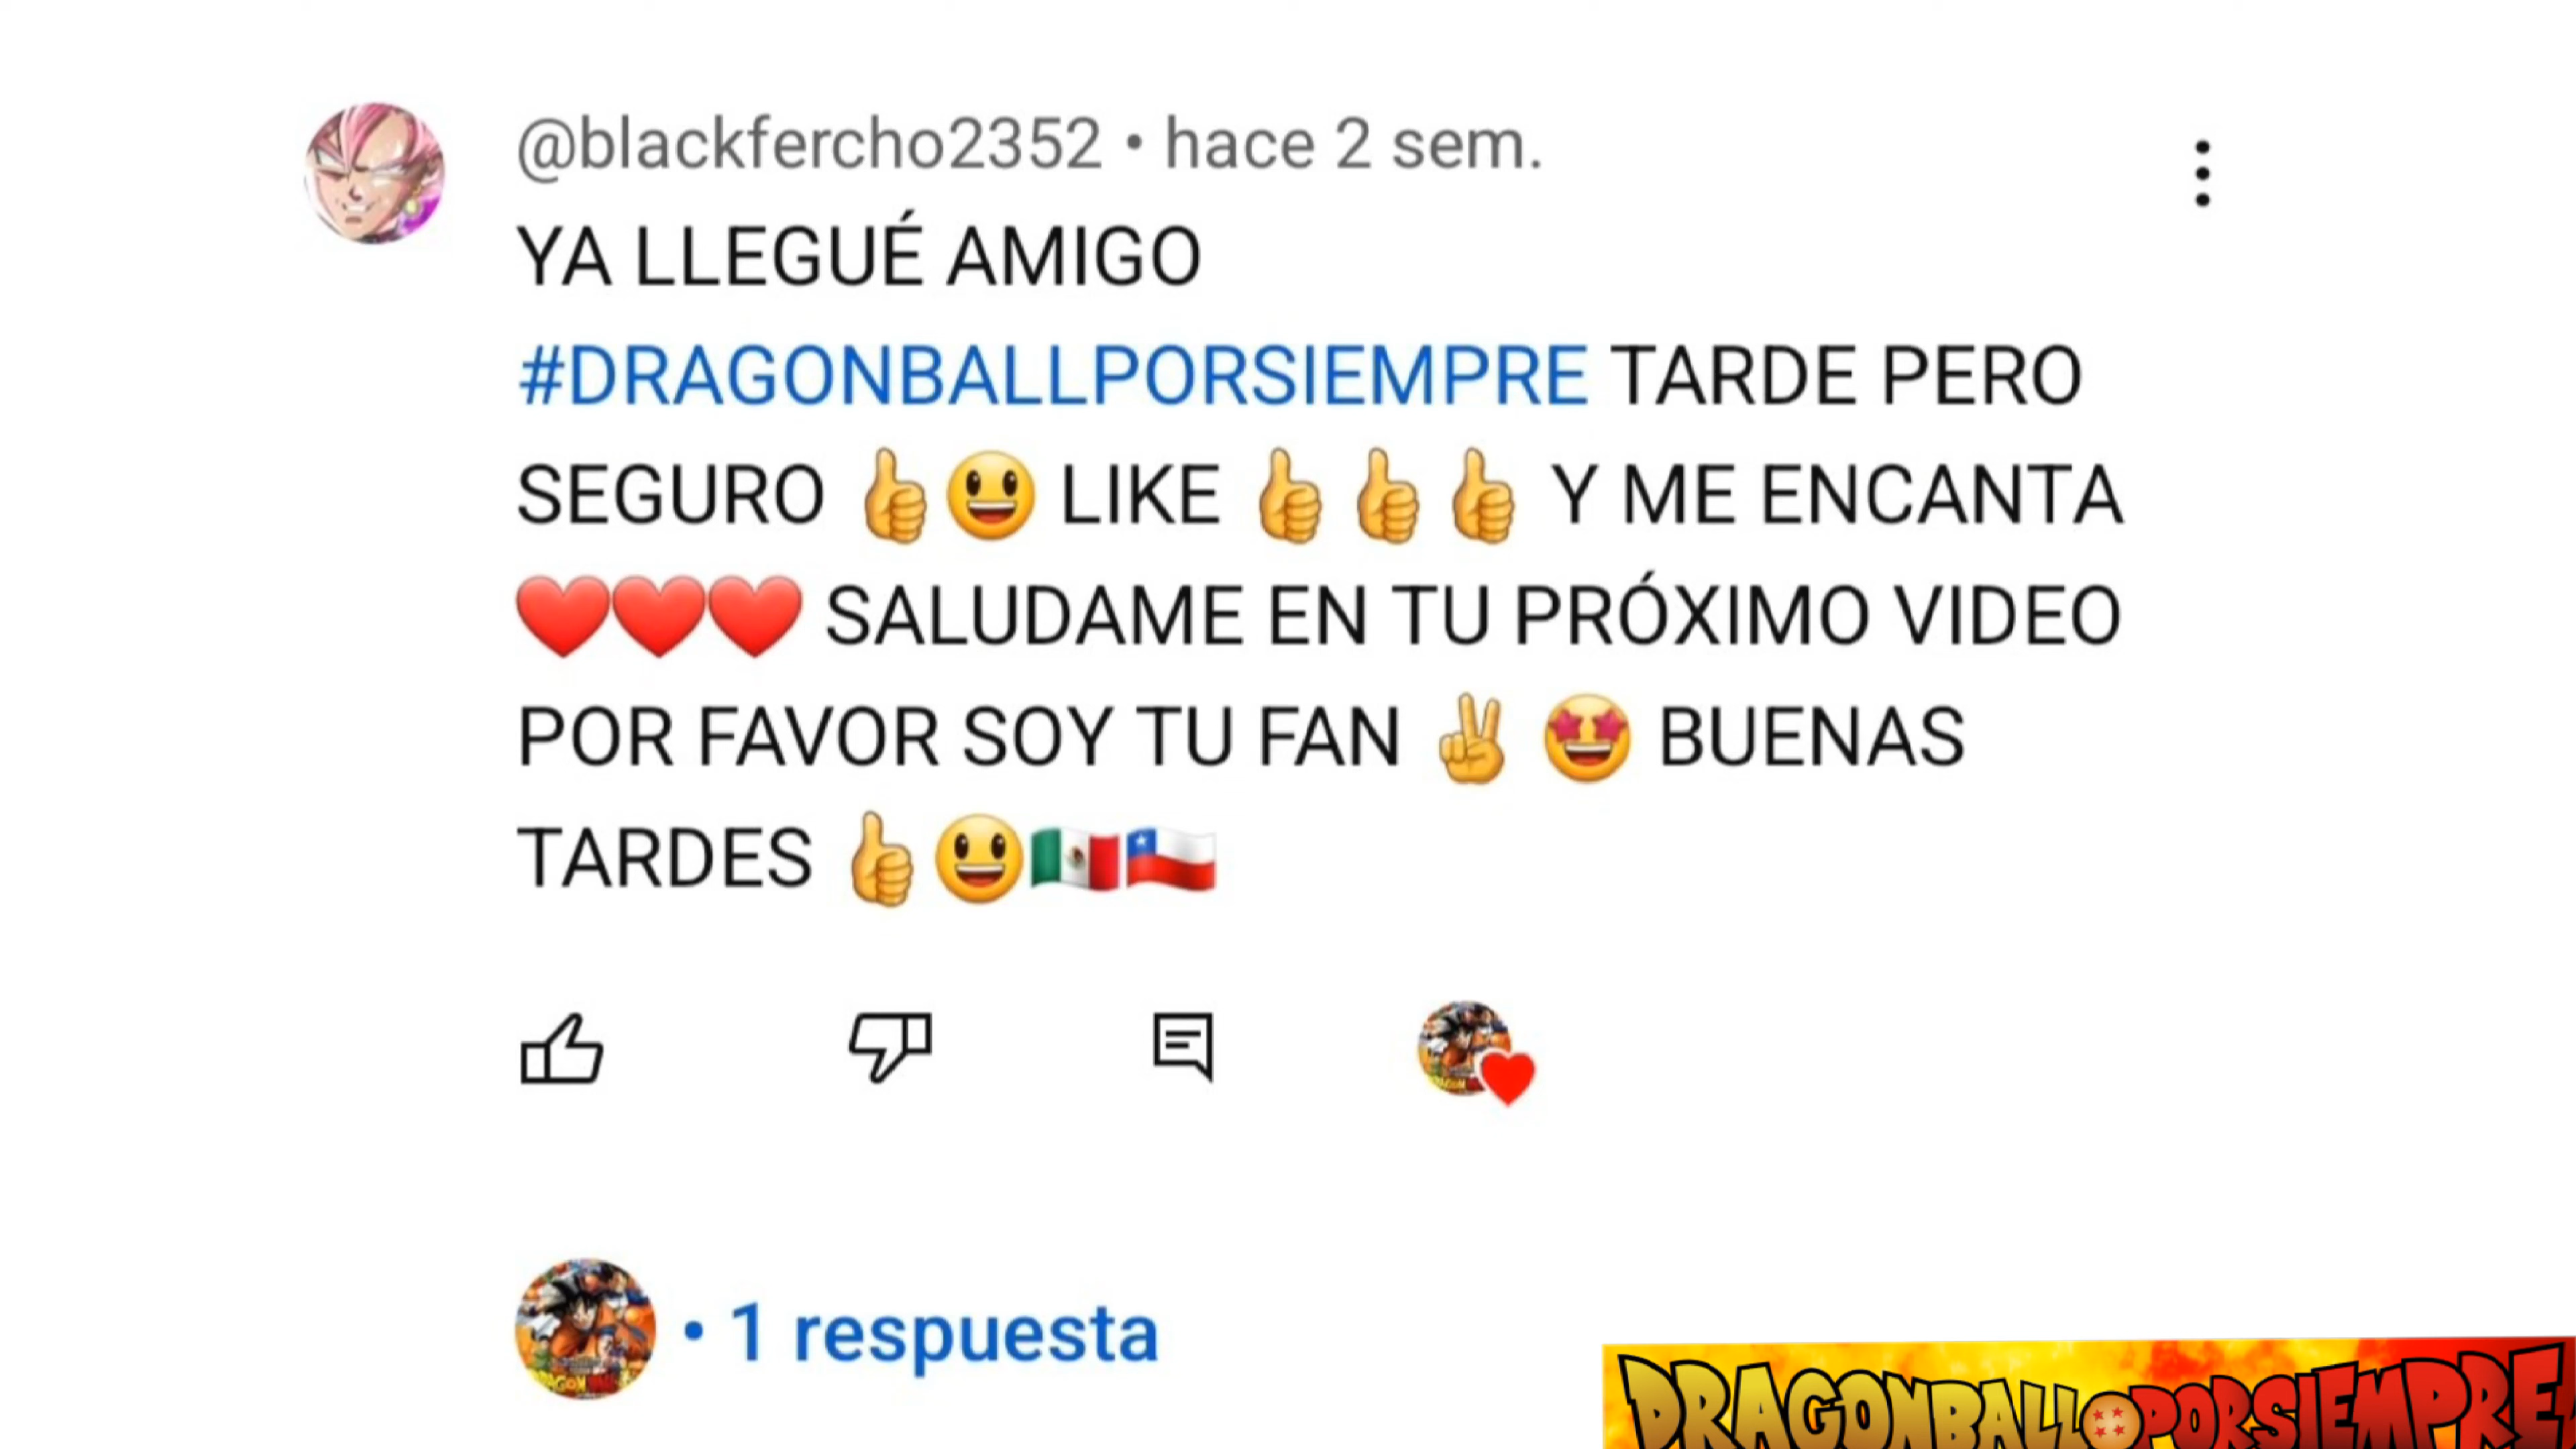 @blackfercho2352 • hace 2 sem.
YA LLEGUÉ AMIGO
#DRAGONBALLPORSIEMPRE TARDE PERO
SEGURO 👍😃 LIKE 👍👍👍 Y ME ENCANTA
❤️❤️❤️ SALUDAME EN TU PRÓXIMO VIDEO
POR FAVOR SOY TU FAN ✌️ 🤩 BUENAS
TARDES 👍😃🇲🇽🇨🇱
• 1 respuesta
DRAGONBALLPORSIEMPRE